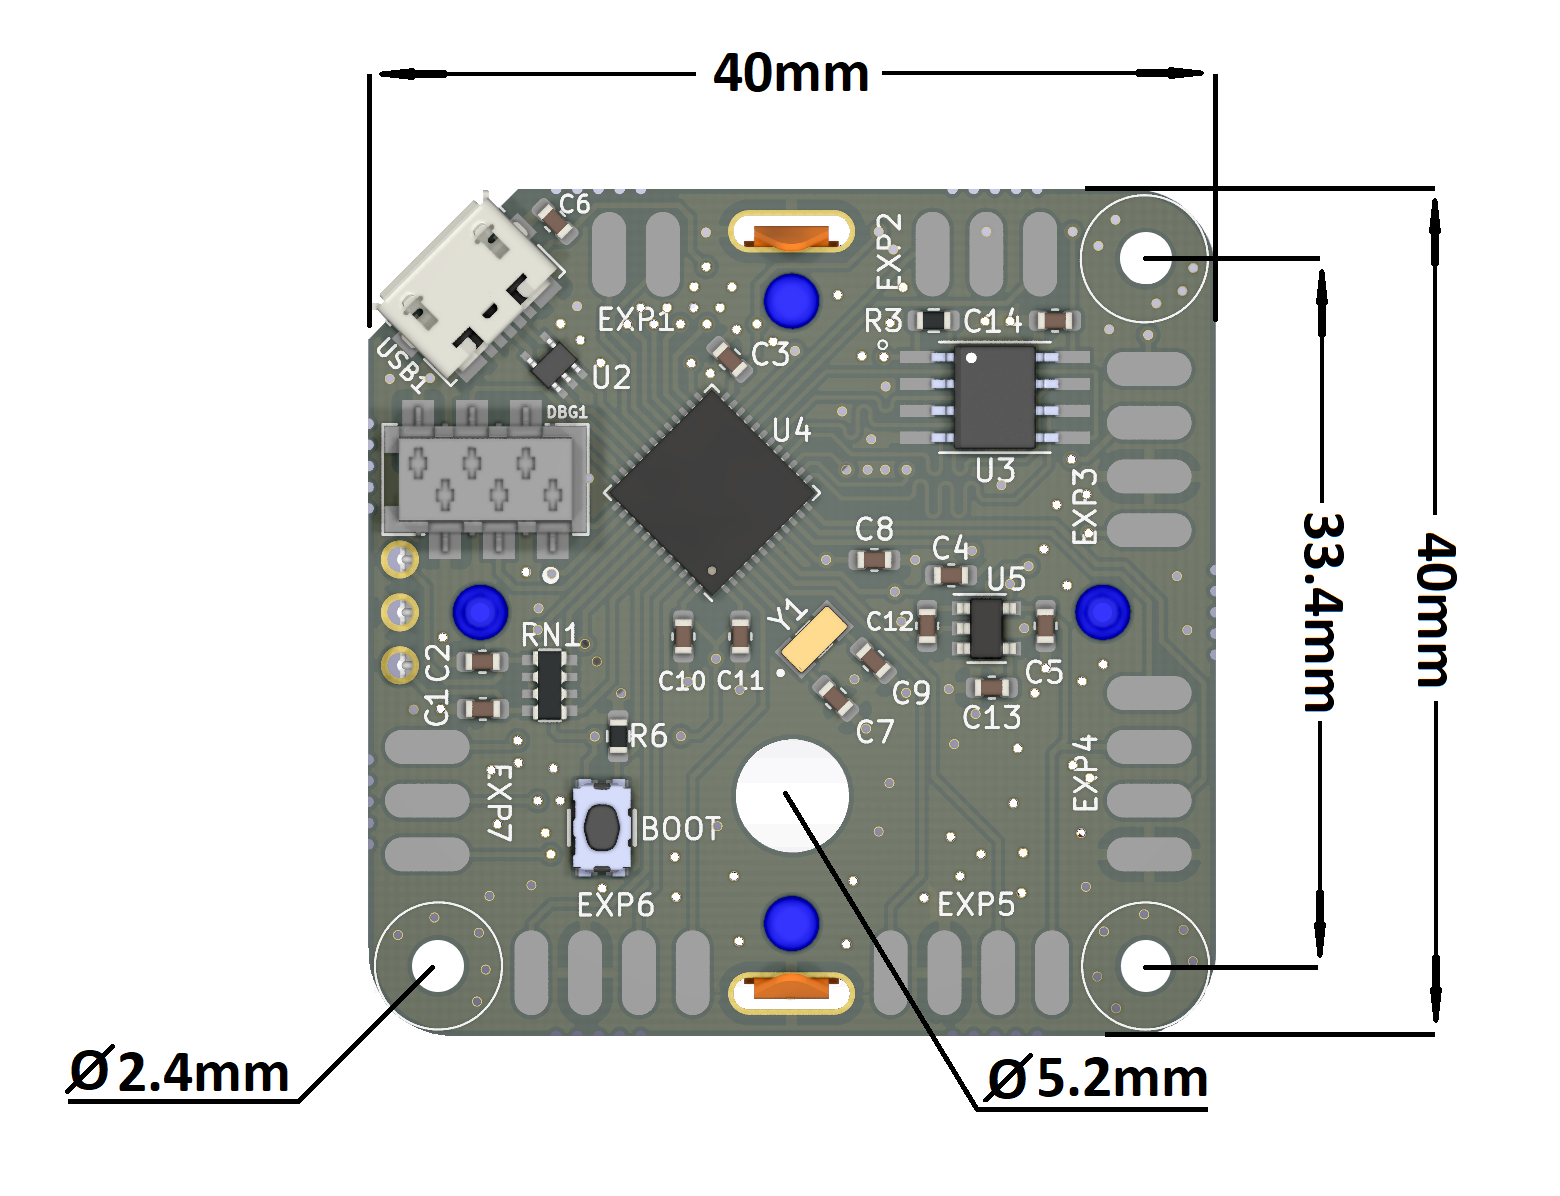 40mm
C6
EXP1
EXP2
R3
C14
USB1
U2
C3
DBG1
U4
U3
EXP3
33.4mm
40mm
C8
C4
U5
Y1
C12
RN1
C2
C10
C11
C9
C5
C1
C13
C7
R6
EXP4
EXP7
BOOT
EXP6
EXP5
Ø2.4mm
Ø5.2mm